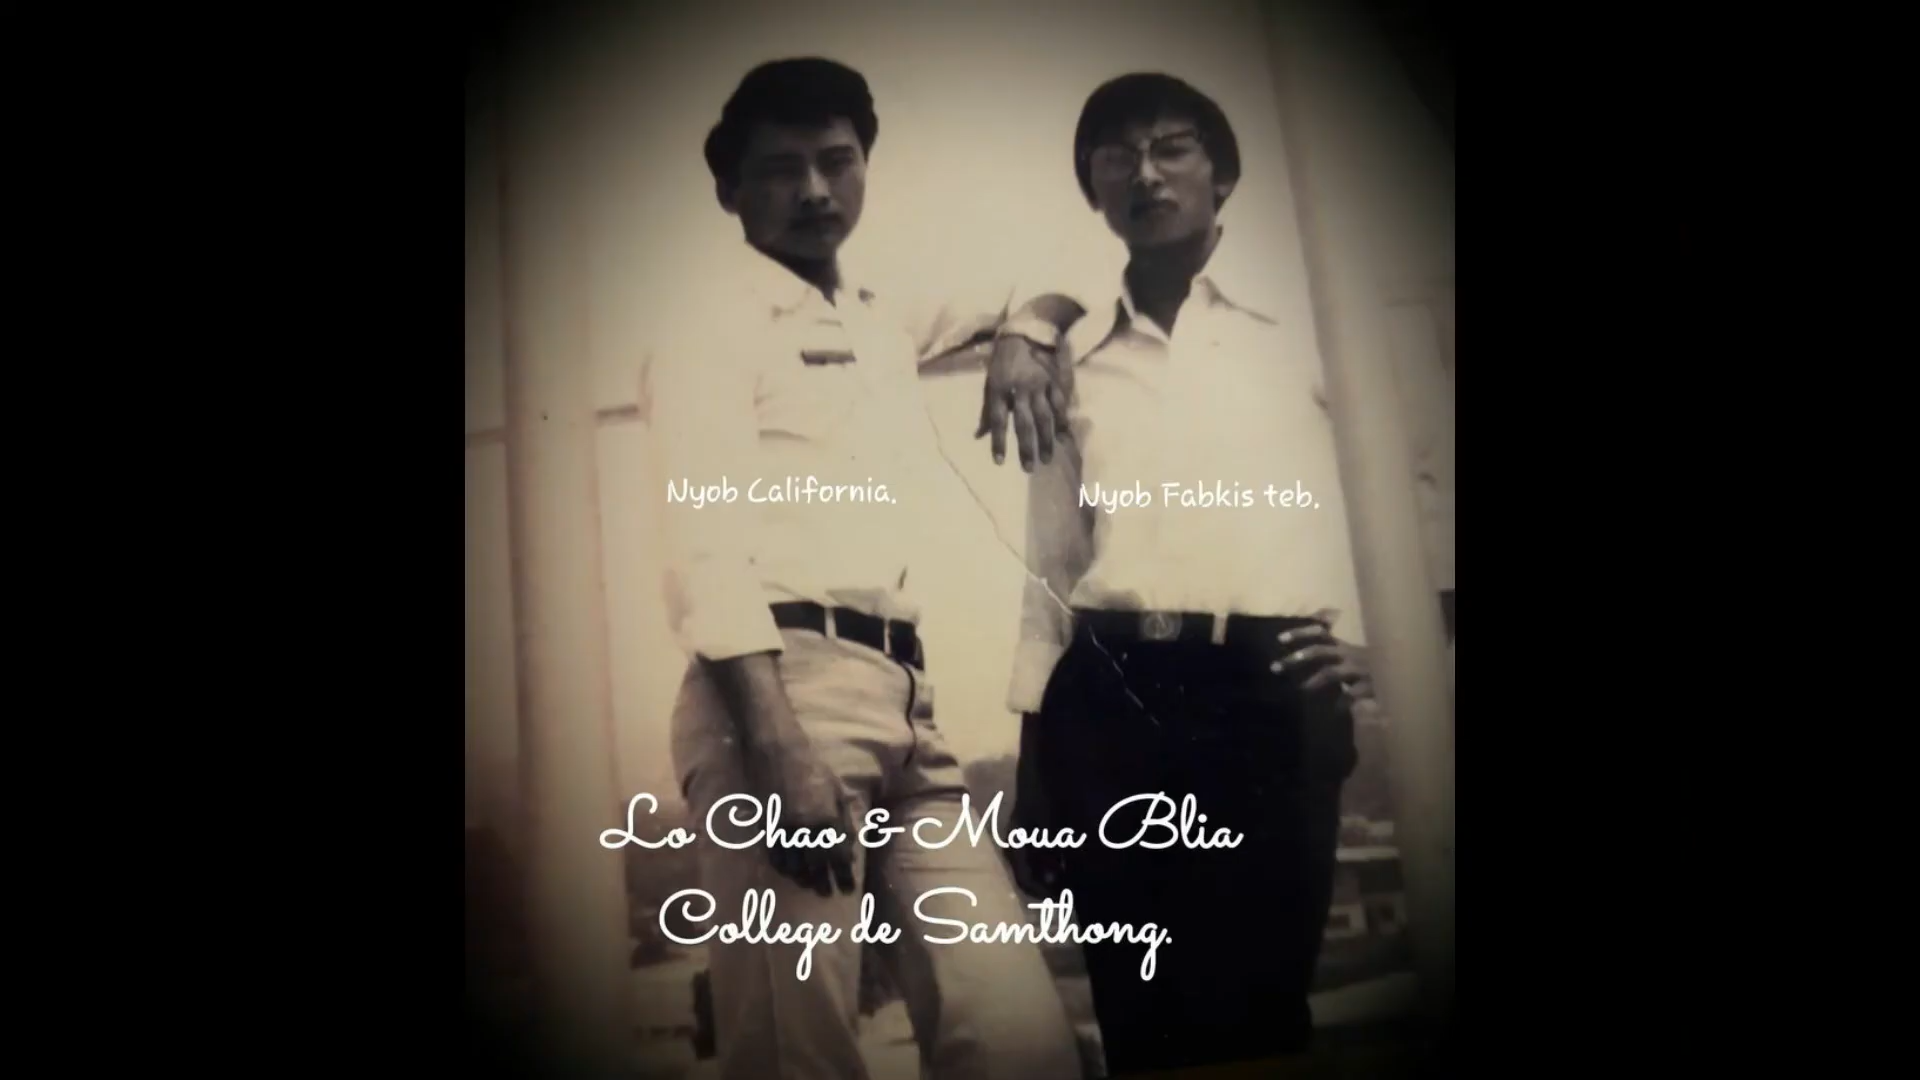 Nyob California.
Nyob Fabkis teb.
Lo Chao & Moua Blia
College de Samthong.